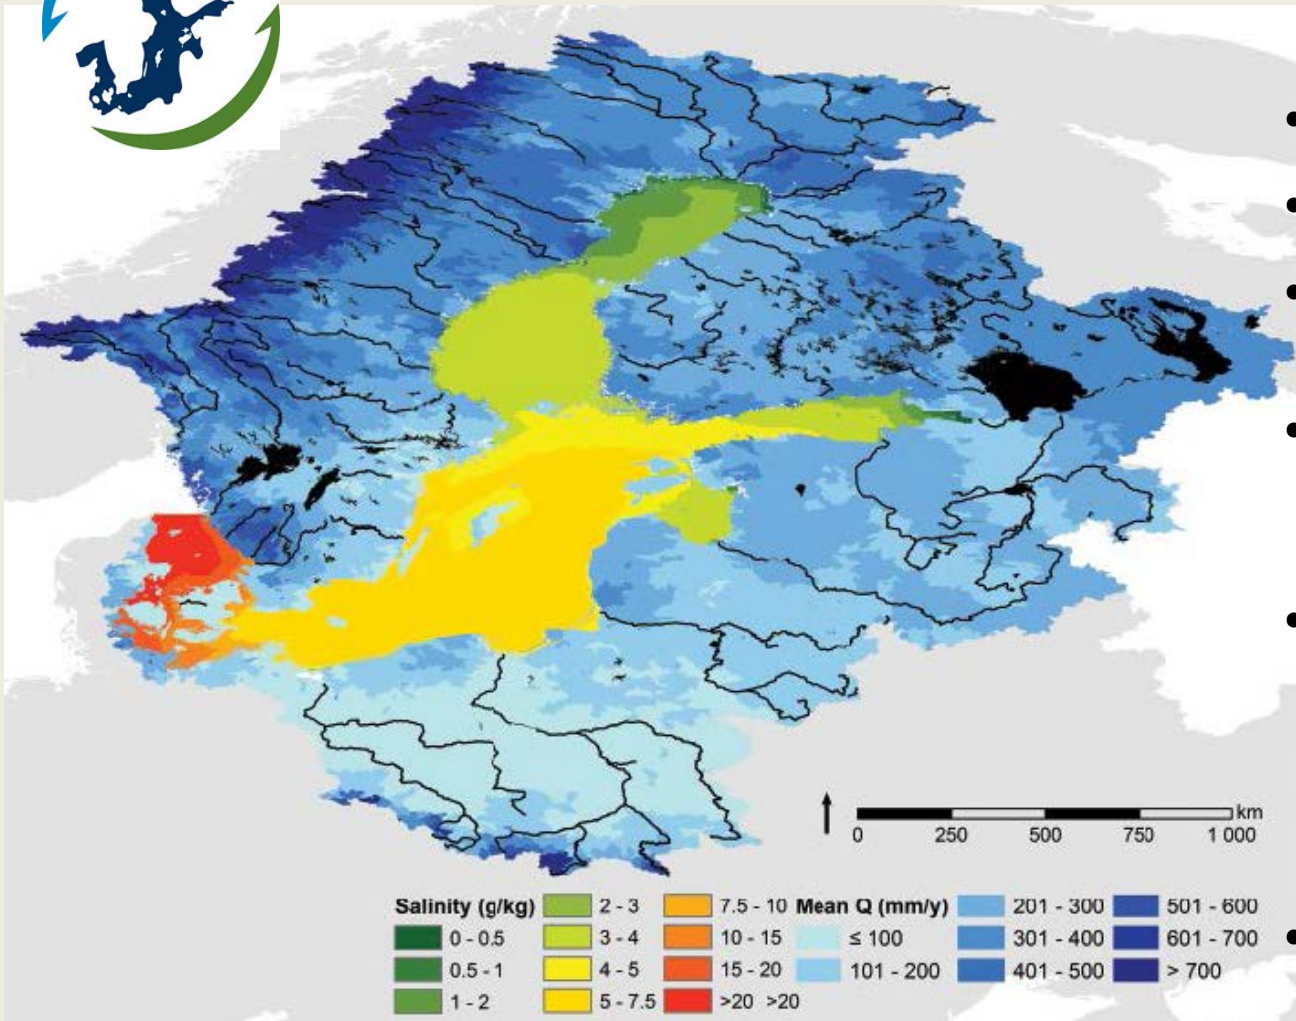 km
0 250 500 750 1 000
Salinity (g/kg) 2 - 3 7.5 - 10 Mean Q (mm/y) 201 - 300 501 - 600
0 - 0.5 3 - 4 10 - 15 ≤ 100 301 - 400 601 - 700
0.5 - 1 4 - 5 15 - 20 101 - 200 401 - 500 > 700
1 - 2 5 - 7.5 >20 >20